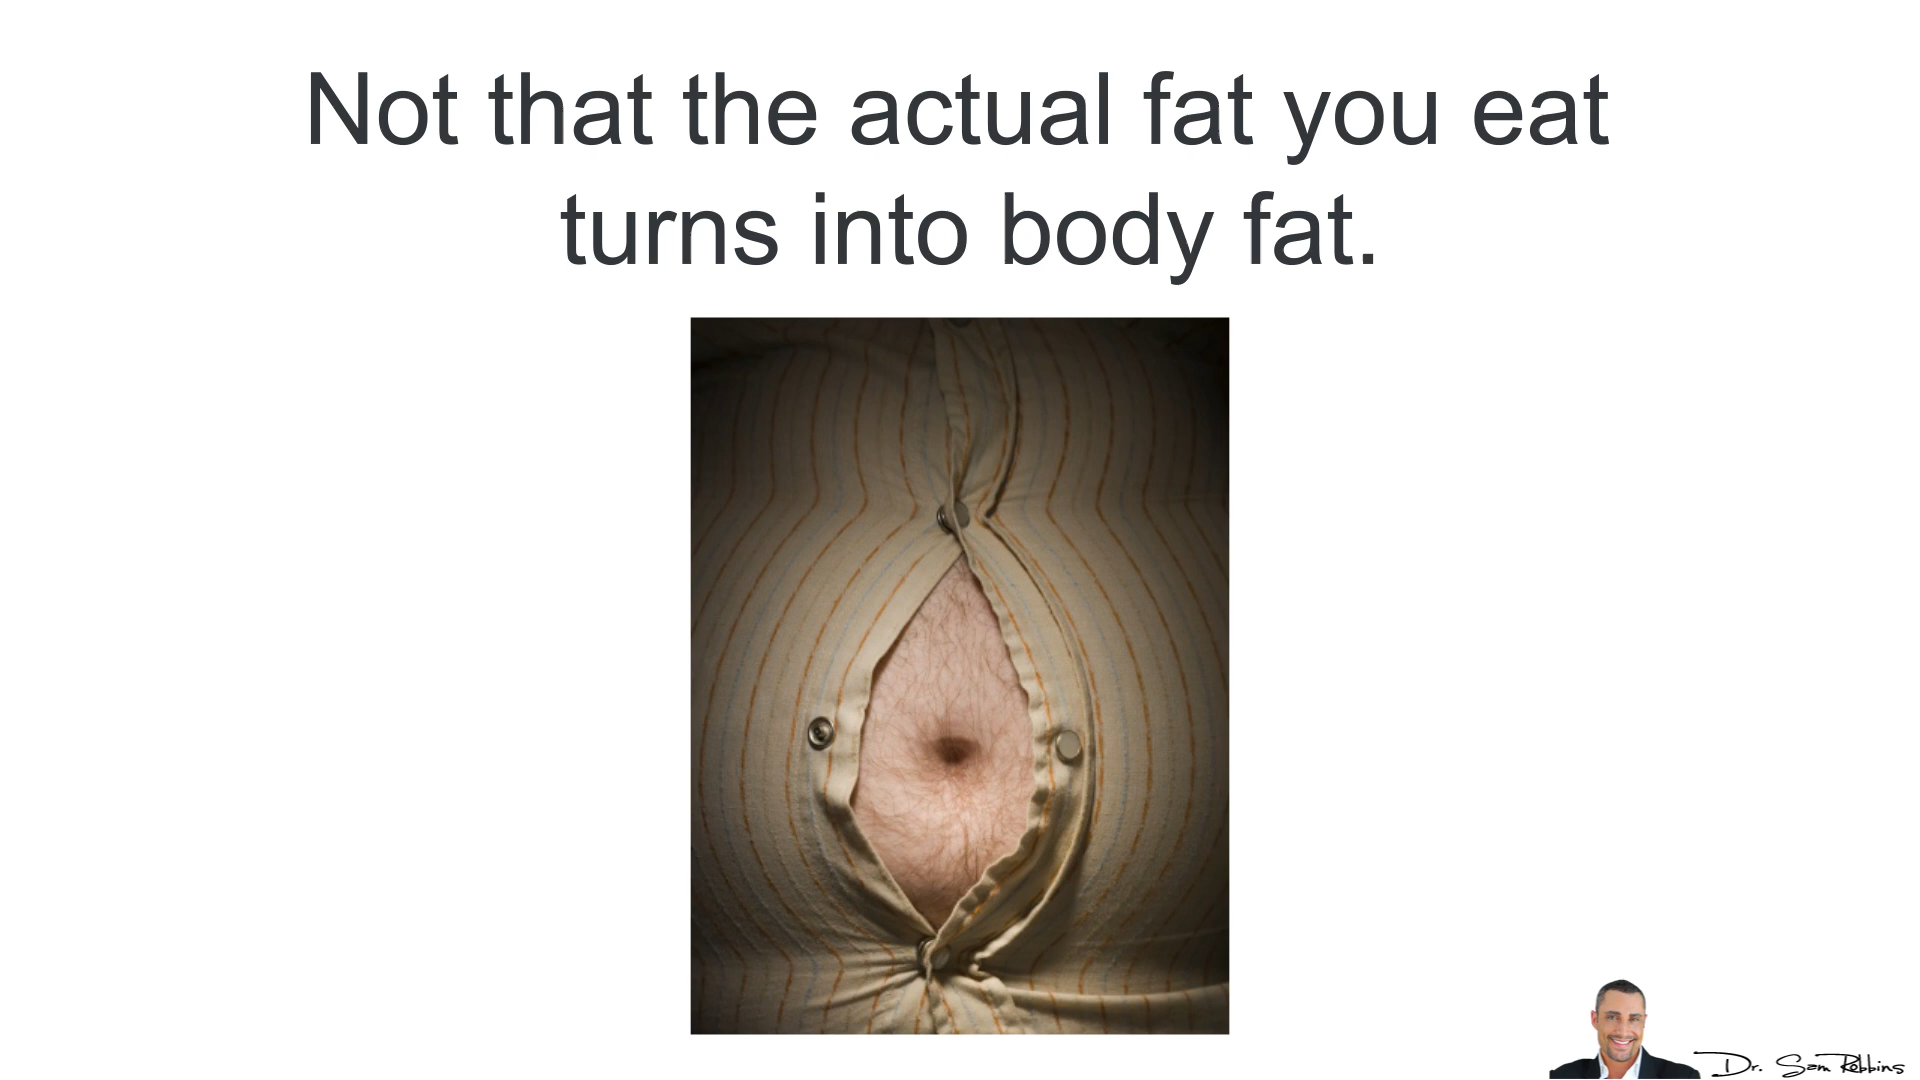 Not that the actual fat you eat
turns into body fat.
Dr. Sam Robbins